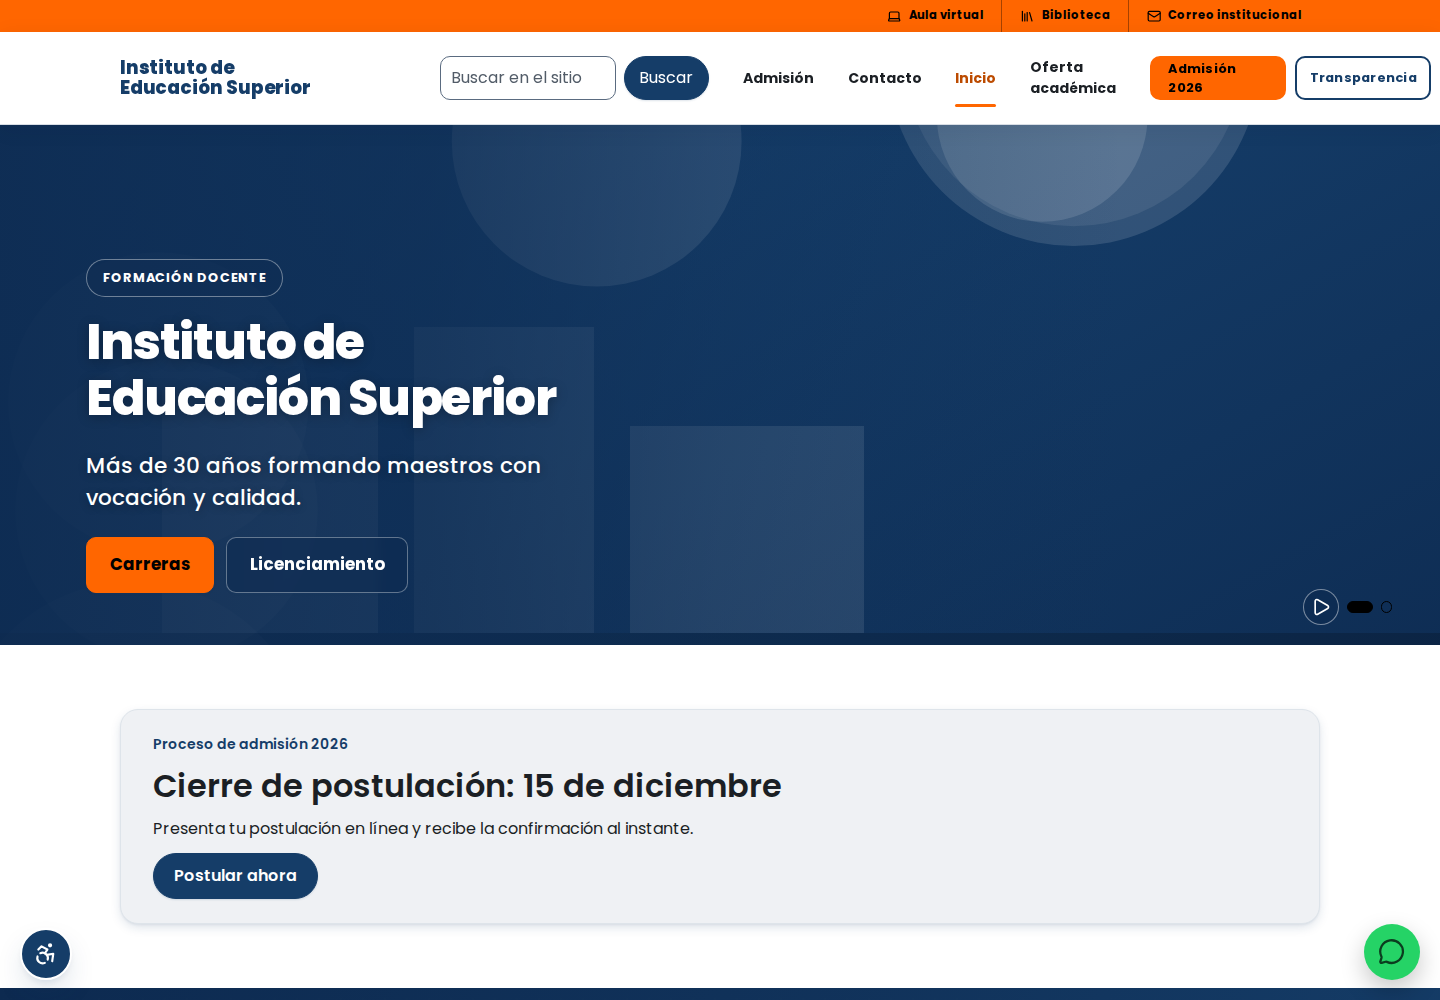 Aula virtual
Biblioteca
Correo institucional
Instituto de
Educación Superior
Buscar en el sitio
Buscar
Admisión
Contacto
Inicio
Oferta
académica
Admisión
2026
Transparencia
FORMACIÓN DOCENTE
Instituto de
Educación Superior
Más de 30 años formando maestros con
vocación y calidad.
Carreras
Licenciamiento
Proceso de admisión 2026
Cierre de postulación: 15 de diciembre
Presenta tu postulación en línea y recibe la confirmación al instante.
Postular ahora